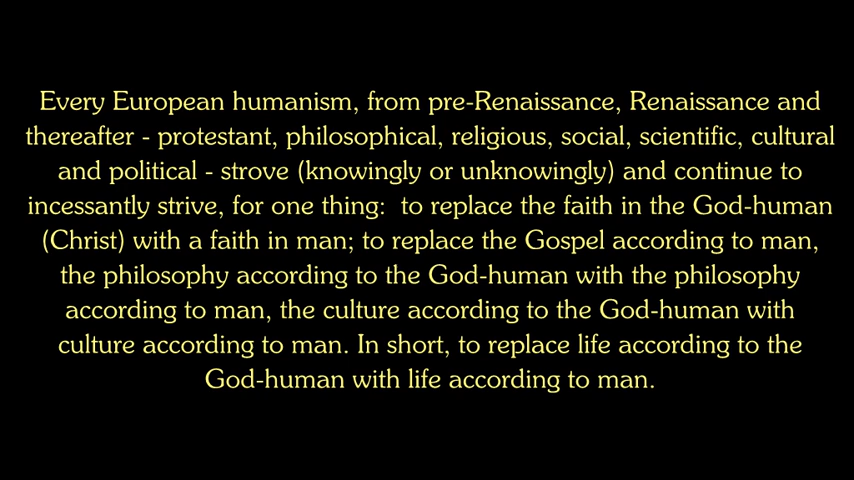 Every European humanism, from pre-Renaissance, Renaissance and
thereafter - protestant, philosophical, religious, social, scientific, cultural
and political - strove (knowingly or unknowingly) and continue to
incessantly strive, for one thing:  to replace the faith in the God-human
(Christ) with a faith in man; to replace the Gospel according to man,
the philosophy according to the God-human with the philosophy
according to man, the culture according to the God-human with
culture according to man. In short, to replace life according to the
God-human with life according to man.